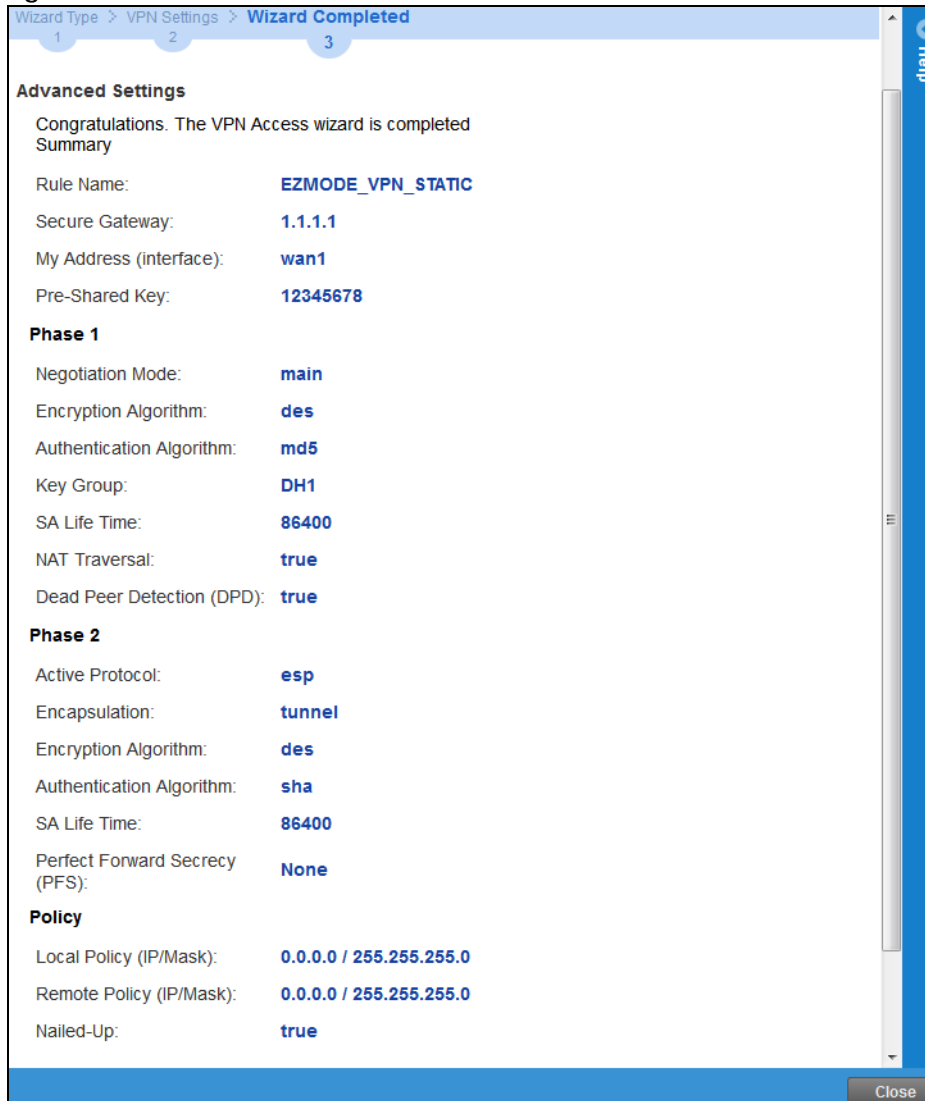 Wizard Type > VPN Settings > Wizard Completed
1 2 3
Help
Advanced Settings
Congratulations. The VPN Access wizard is completed
Summary
Rule Name: EZMODE_VPN_STATIC
Secure Gateway: 1.1.1.1
My Address (interface): wan1
Pre-Shared Key: 12345678
Phase 1
Negotiation Mode: main
Encryption Algorithm: des
Authentication Algorithm: md5
Key Group: DH1
SA Life Time: 86400
NAT Traversal: true
Dead Peer Detection (DPD): true
Phase 2
Active Protocol: esp
Encapsulation: tunnel
Encryption Algorithm: des
Authentication Algorithm: sha
SA Life Time: 86400
Perfect Forward Secrecy
(PFS): None
Policy
Local Policy (IP/Mask): 0.0.0.0 / 255.255.255.0
Remote Policy (IP/Mask): 0.0.0.0 / 255.255.255.0
Nailed-Up: true
Close